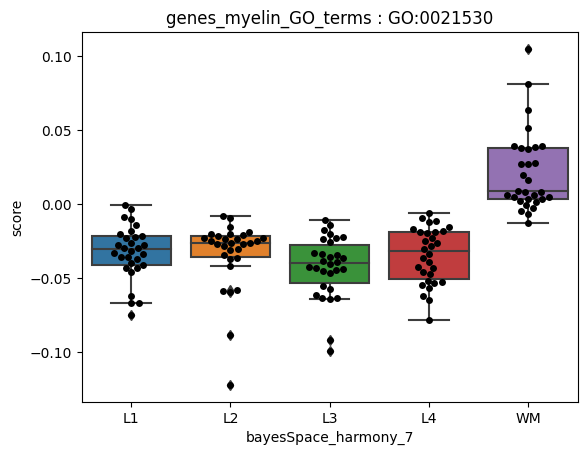 genes_myelin_GO_terms : GO:0021530
score
0.10
0.05
0.00
−0.05
−0.10
L1 L2 L3 L4 WM
bayesSpace_harmony_7